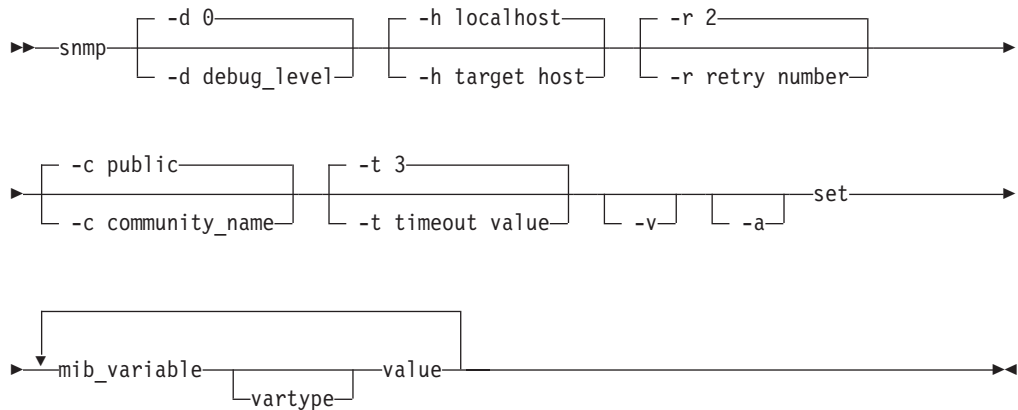 -d 0 -h localhost -r 2
snmp
-d debug_level -h target host -r retry number
-c public -t 3
set
-c community_name -t timeout value -v -a
mib_variable value
vartype